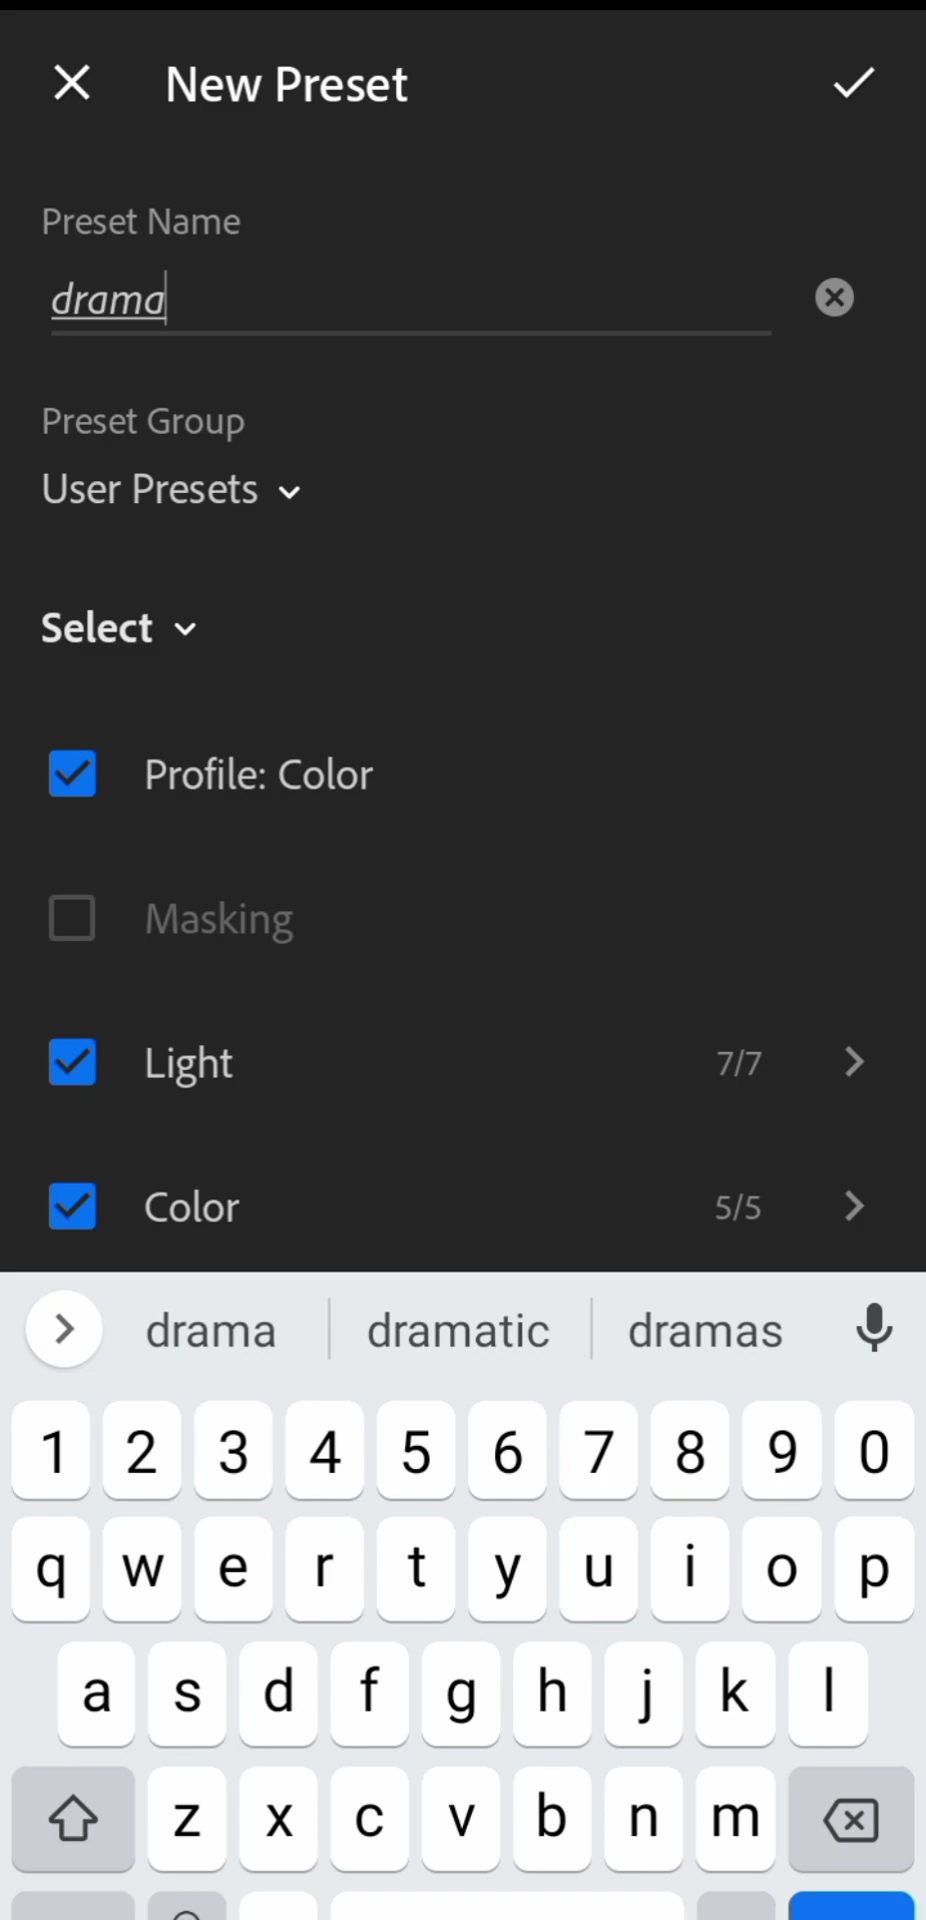 New Preset
Preset Name
drama
Preset Group
User Presets
Select
Profile: Color
Masking
Light 7/7
Color 5/5
drama dramatic dramas
1 2 3 4 5 6 7 8 9 0
q w e r t y u i o p
a s d f g h j k l
z x c v b n m